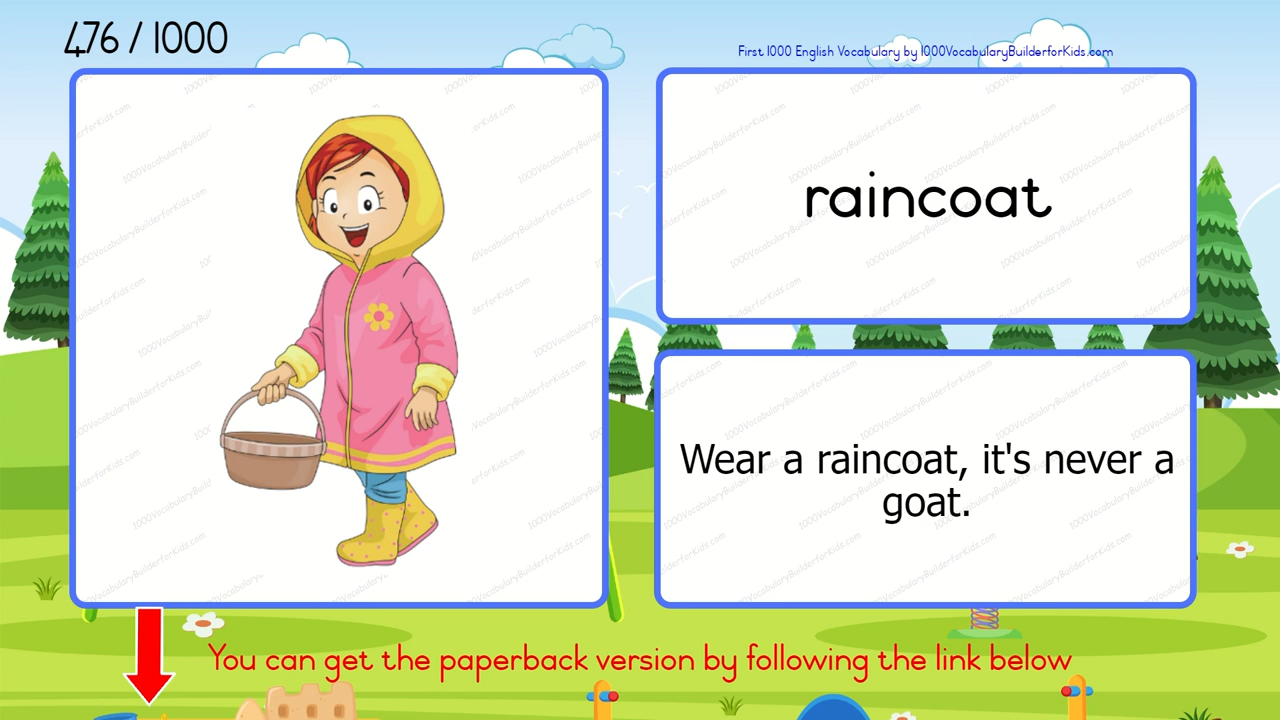 476 / 1000
First 1000 English Vocabulary by 1000VocabularyBuilderforKids.com
raincoat
Wear a raincoat, it's never a
goat.
You can get the paperback version by following the link below